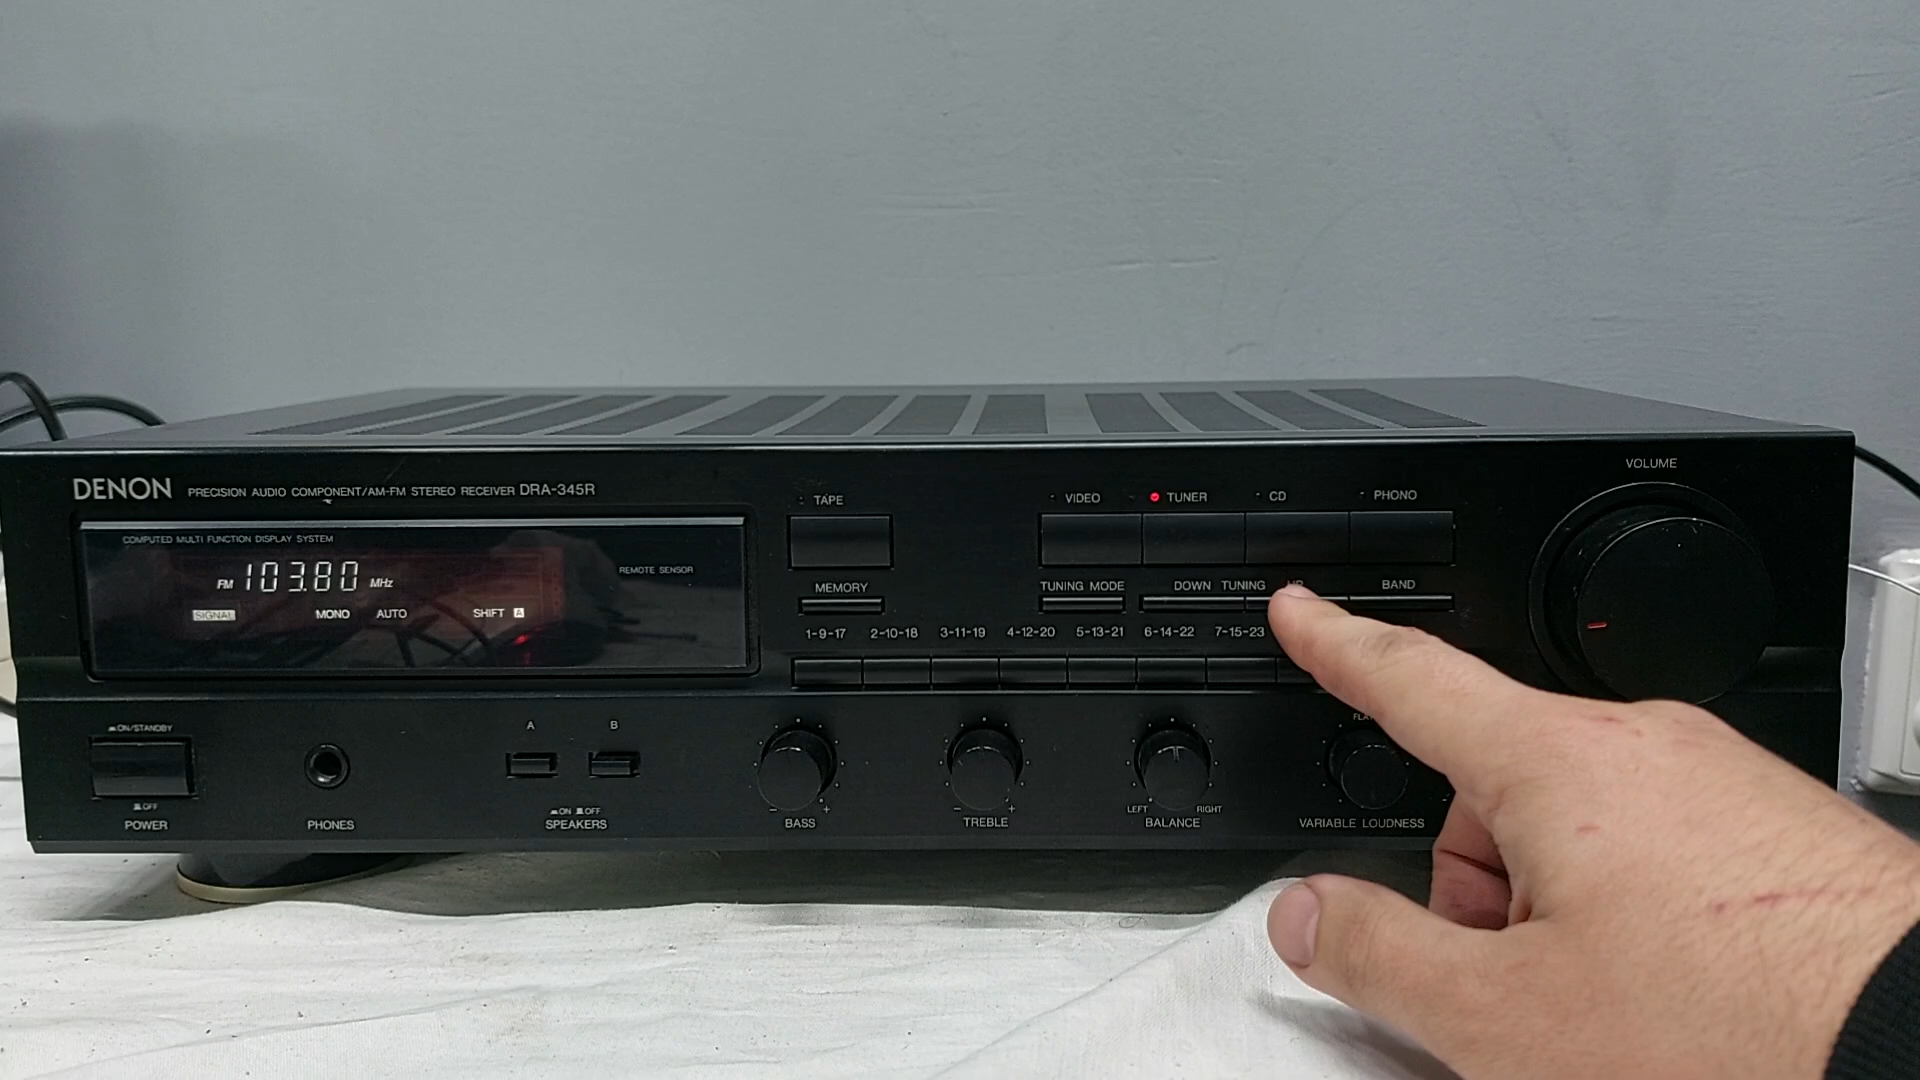 VOLUME
DENON PRECISION AUDIO COMPONENT/AM-FM STEREO RECEIVER DRA-345R
TAPE
VIDEO TUNER CD PHONO
COMPUTED MULTI FUNCTION DISPLAY SYSTEM
REMOTE SENSOR
FM 103.80 MHz
SIGNAL MONO AUTO SHIFT A
MEMORY TUNING MODE DOWN TUNING UP BAND
1-9-17 2-10-18 3-11-19 4-12-20 5-13-21 6-14-22 7-15-23
ON/STANDBY
OFF
POWER
PHONES
A B
ON OFF
SPEAKERS
- +
BASS
- +
TREBLE
LEFT RIGHT
BALANCE
VARIABLE LOUDNESS